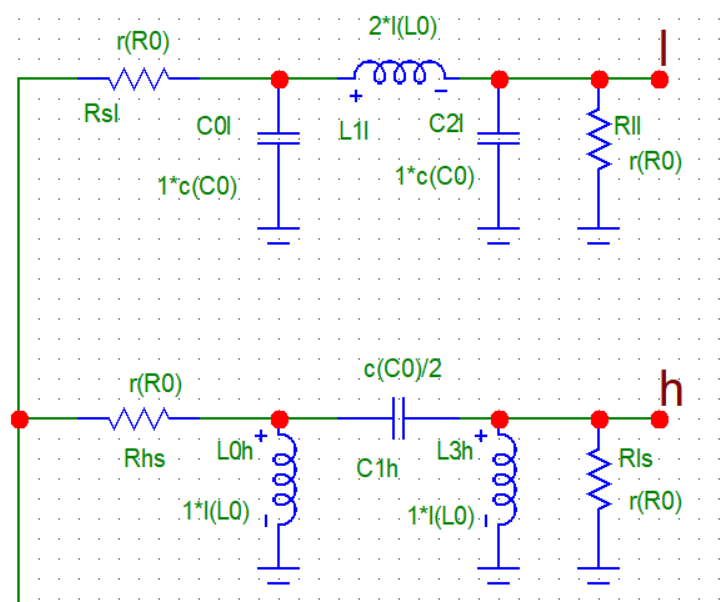 2*l(L0)
l
r(R0)
Rsl
C0l
+
−
L1l
C2l
Rll
r(R0)
1*c(C0)
1*c(C0)
c(C0)/2
h
r(R0)
Rhs
+
L0h
C1h
+
L3h
Rls
r(R0)
1*l(L0)
1*l(L0)